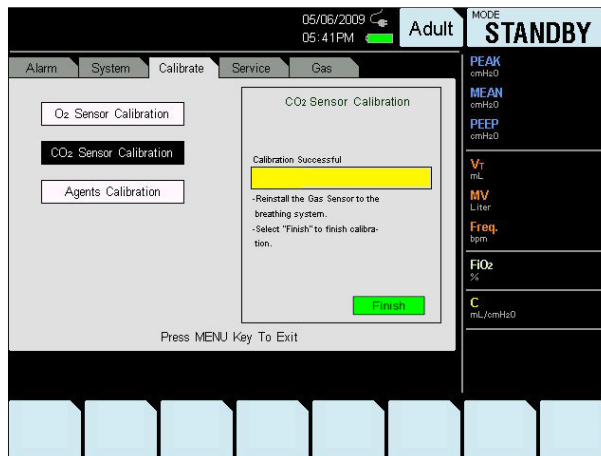 05/06/2009
05:41PM
Adult
MODE
STANDBY
Alarm
System
Calibrate
Service
Gas
O₂ Sensor Calibration
CO₂ Sensor Calibration
Agents Calibration
CO₂ Sensor Calibration
Calibration Successful
-Reinstall the Gas Sensor to the
breathing system.
-Select "Finish" to finish calibra-
tion.
Finish
Press MENU Key To Exit
PEAK
cmH₂O
MEAN
cmH₂O
PEEP
cmH₂O
VT
mL
MV
Liter
Freq.
bpm
FiO₂
%
C
mL/cmH₂O